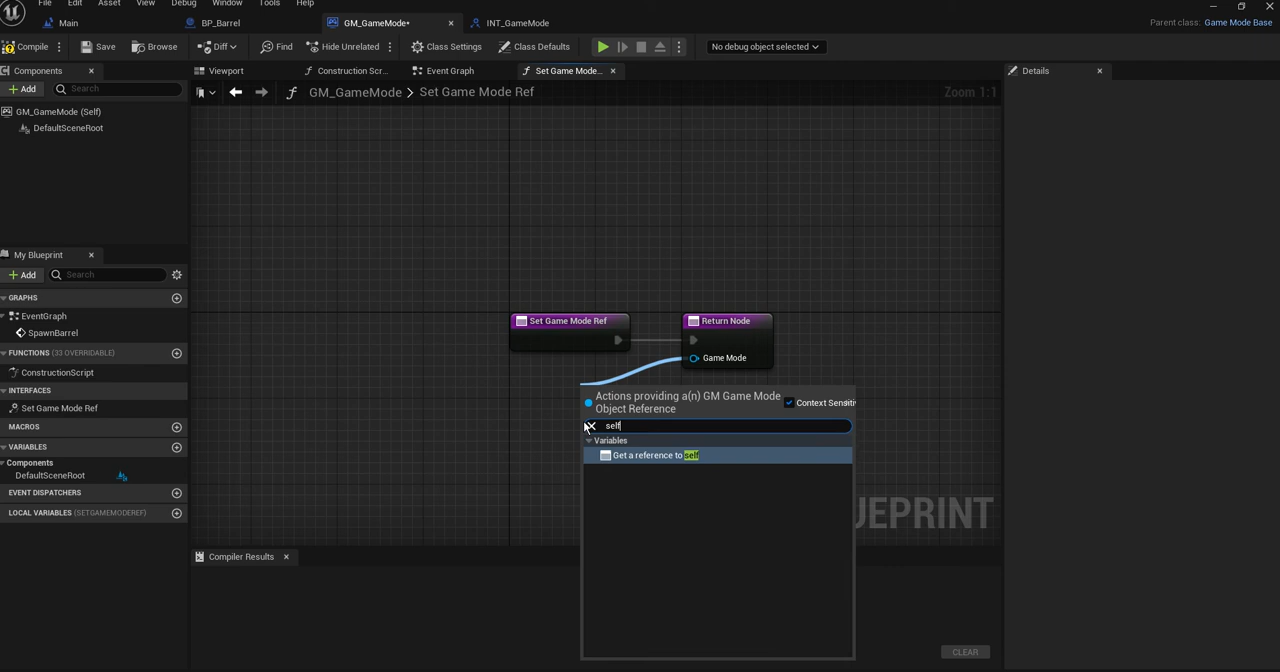 File Edit Asset View Debug Window Tools Help
Main BP_Barrel GM_GameMode* INT_GameMode Parent class: Game Mode Base
Compile Save Browse Diff Find Hide Unrelated Class Settings Class Defaults No debug object selected
Components Viewport Construction Scr... Event Graph Set Game Mode... Details
Add Search
GM_GameMode > Set Game Mode Ref Zoom 1:1
GM_GameMode (Self)
DefaultSceneRoot
My Blueprint
Add Search
GRAPHS
EventGraph
SpawnBarrel
FUNCTIONS (33 OVERRIDABLE)
ConstructionScript
INTERFACES
Set Game Mode Ref
MACROS
VARIABLES
Components
DefaultSceneRoot
EVENT DISPATCHERS
LOCAL VARIABLES (SETGAMEMODEREF)
Set Game Mode Ref
Return Node
Game Mode
Actions providing a(n) GM Game Mode
Object Reference
Context Sensitiv
self
Variables
Get a reference to self
UEPRINT
Compiler Results
CLEAR